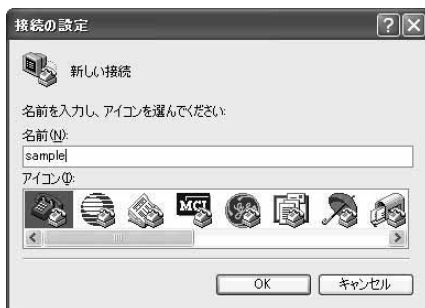 接続の設定
新しい接続
名前を入力し、アイコンを選んでください:
名前(N):
sample
アイコン(I):
MCI
OK
キャンセル